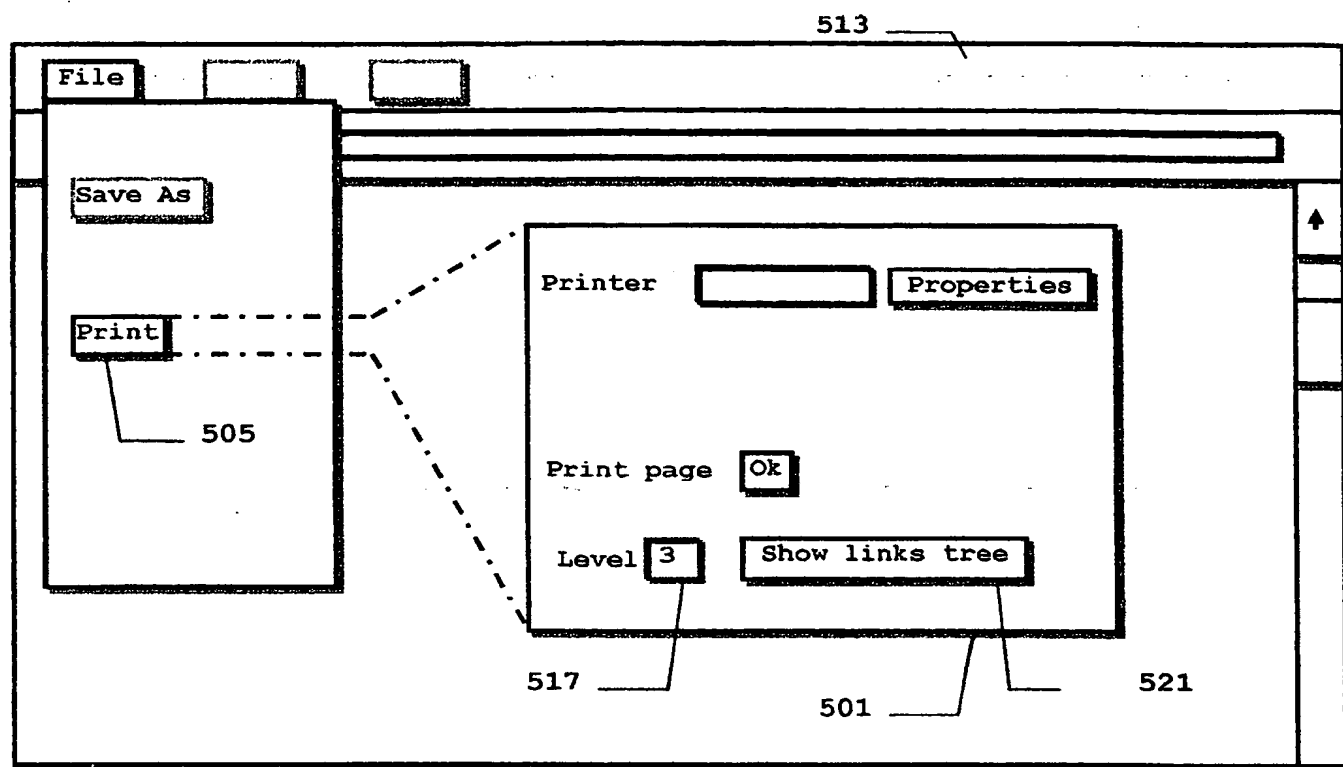 513
File
Save As
Printer Properties
Print
505
Print page Ok
Level 3 Show links tree
517
521
501